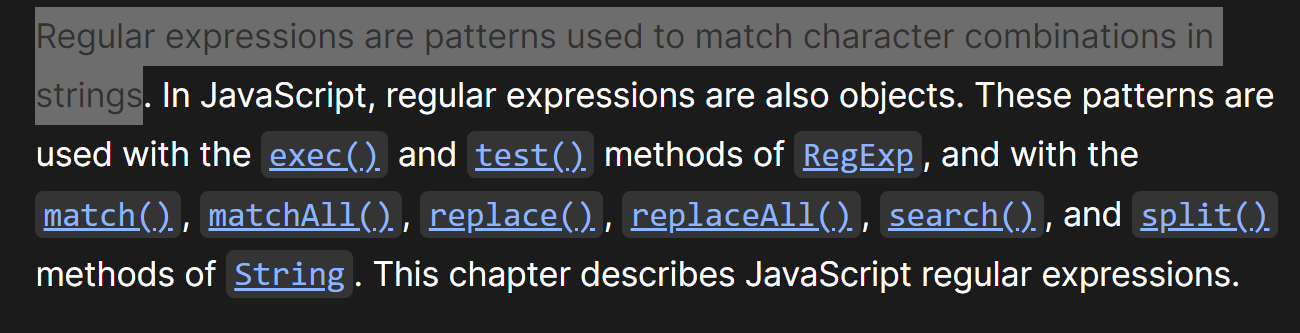 Regular expressions are patterns used to match character combinations in
strings. In JavaScript, regular expressions are also objects. These patterns are
used with the exec() and test() methods of RegExp, and with the
match(), matchAll(), replace(), replaceAll(), search(), and split()
methods of String. This chapter describes JavaScript regular expressions.